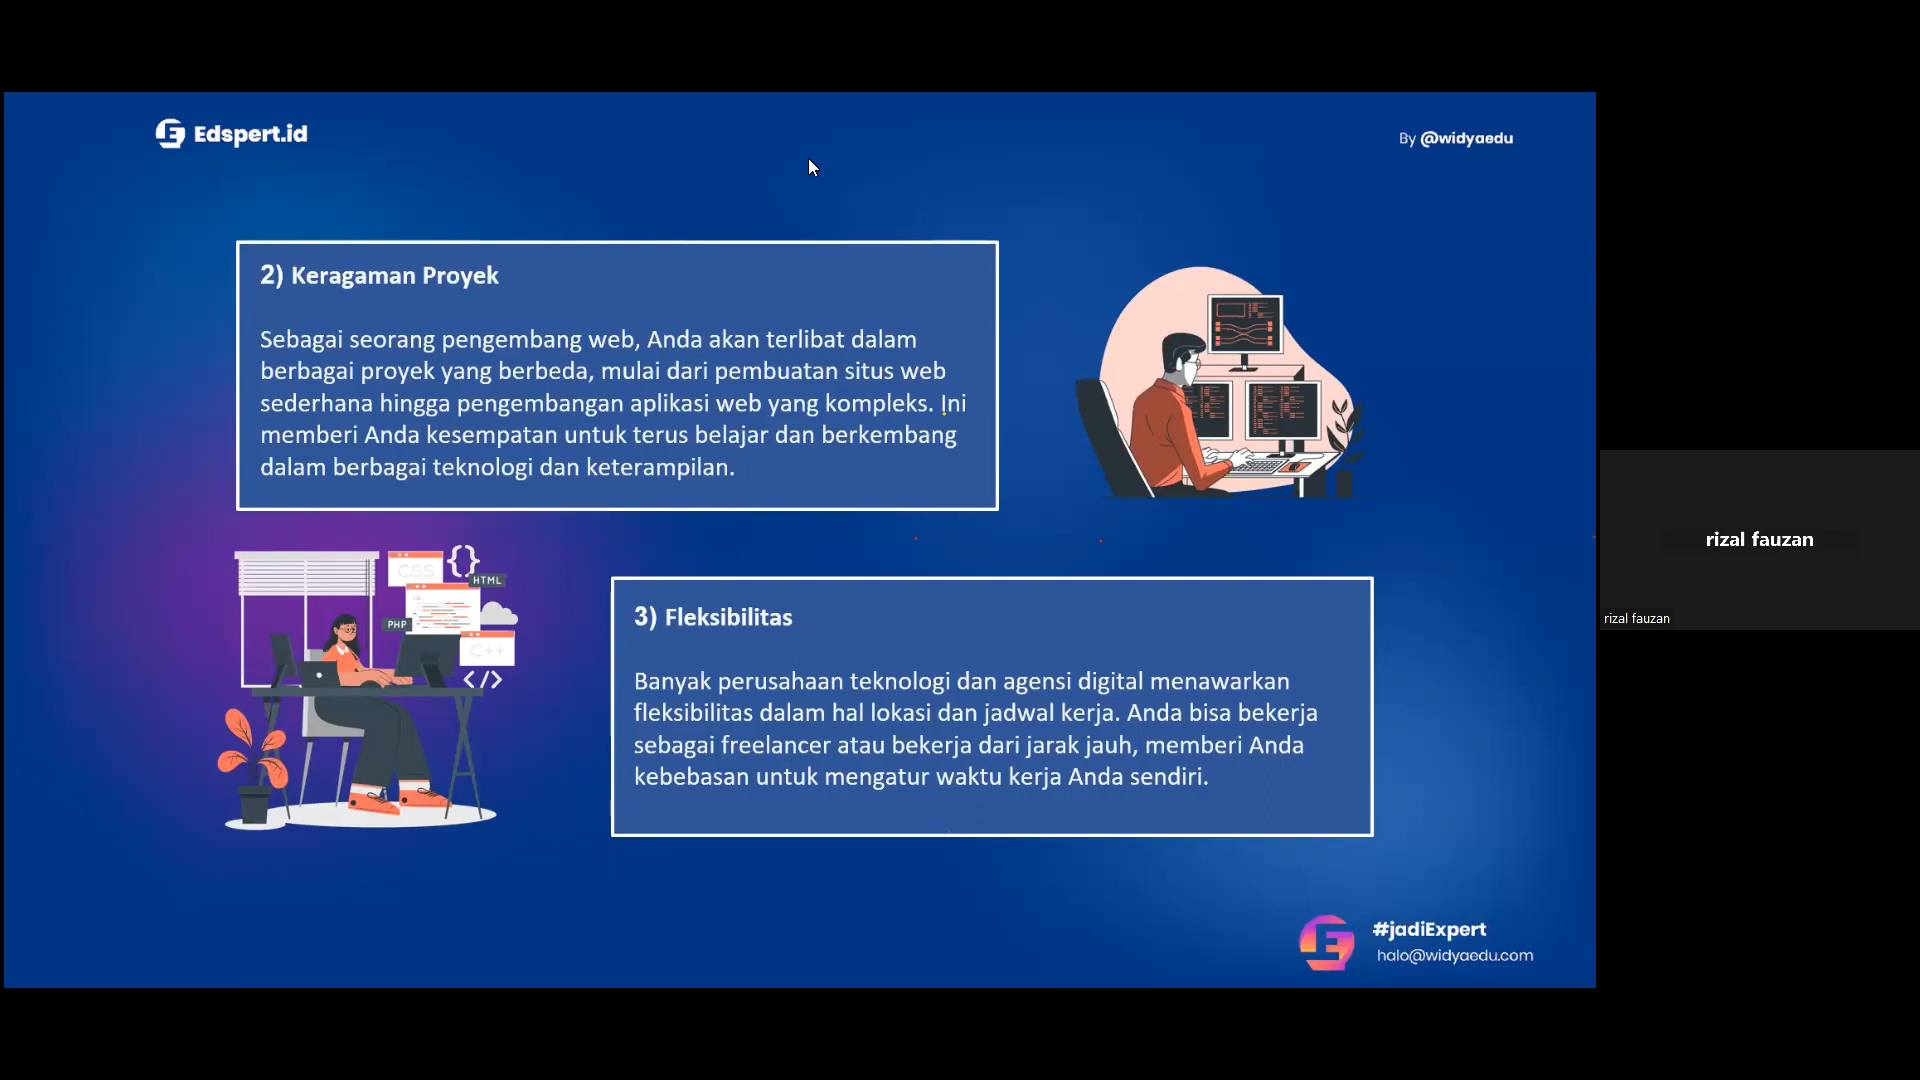 Edspert.id
By @widyaedu
2) Keragaman Proyek
Sebagai seorang pengembang web, Anda akan terlibat dalam
berbagai proyek yang berbeda, mulai dari pembuatan situs web
sederhana hingga pengembangan aplikasi web yang kompleks. Ini
memberi Anda kesempatan untuk terus belajar dan berkembang
dalam berbagai teknologi dan keterampilan.
CSS
{}
HTML
PHP
C++
</>
3) Fleksibilitas
Banyak perusahaan teknologi dan agensi digital menawarkan
fleksibilitas dalam hal lokasi dan jadwal kerja. Anda bisa bekerja
sebagai freelancer atau bekerja dari jarak jauh, memberi Anda
kebebasan untuk mengatur waktu kerja Anda sendiri.
#jadiExpert
halo@widyaedu.com
rizal fauzan
rizal fauzan